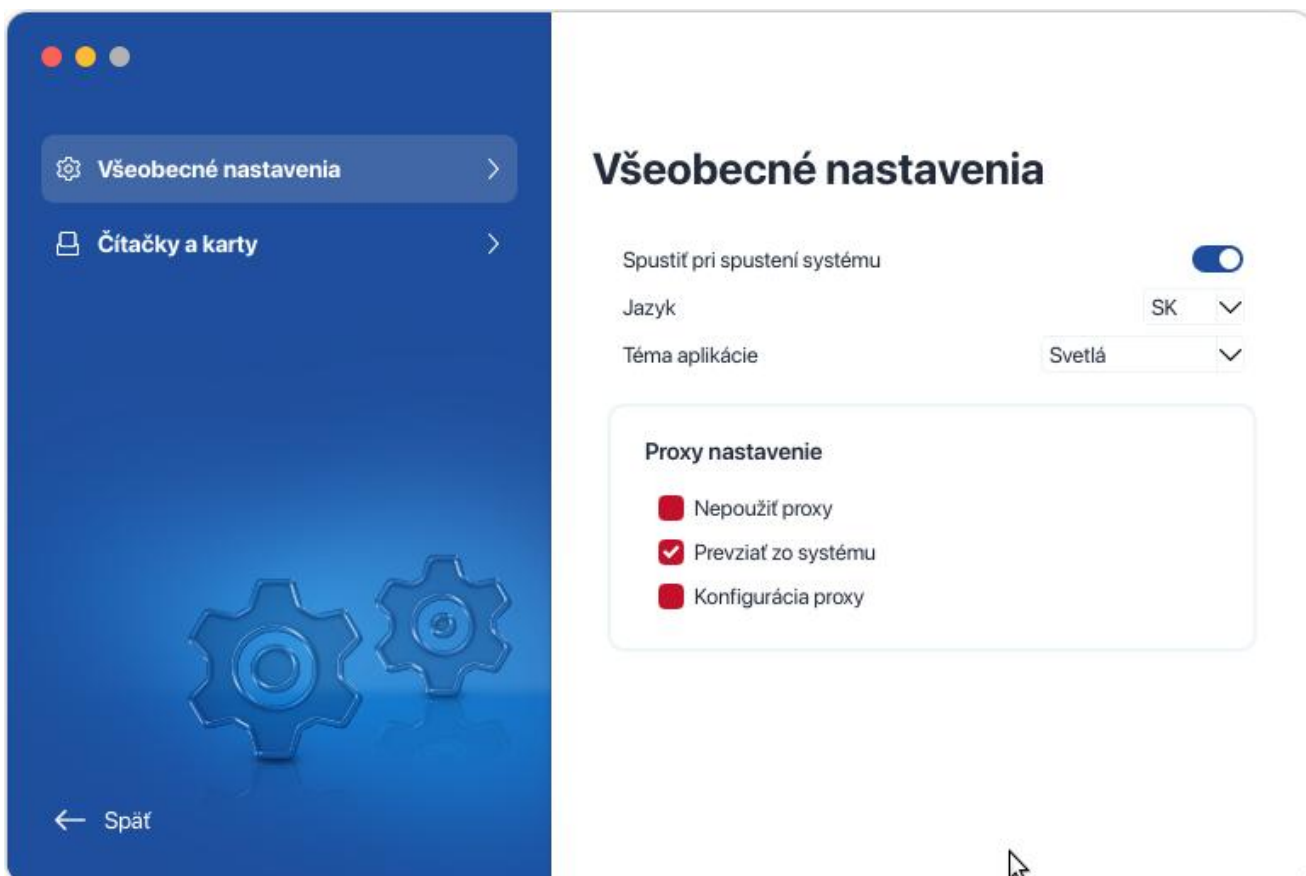 Všeobecné nastavenia
Čítačky a karty
Späť
Všeobecné nastavenia
Spustiť pri spustení systému
Jazyk SK
Téma aplikácie Svetlá
Proxy nastavenie
Nepoužiť proxy
Prevziať zo systému
Konfigurácia proxy